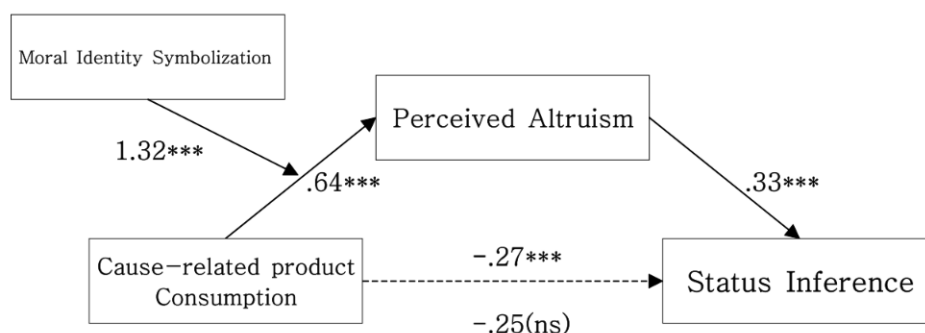 Moral Identity Symbolization
Perceived Altruism
1.32***
.64***
.33***
Cause-related product
Consumption
-.27***
-.25(ns)
Status Inference